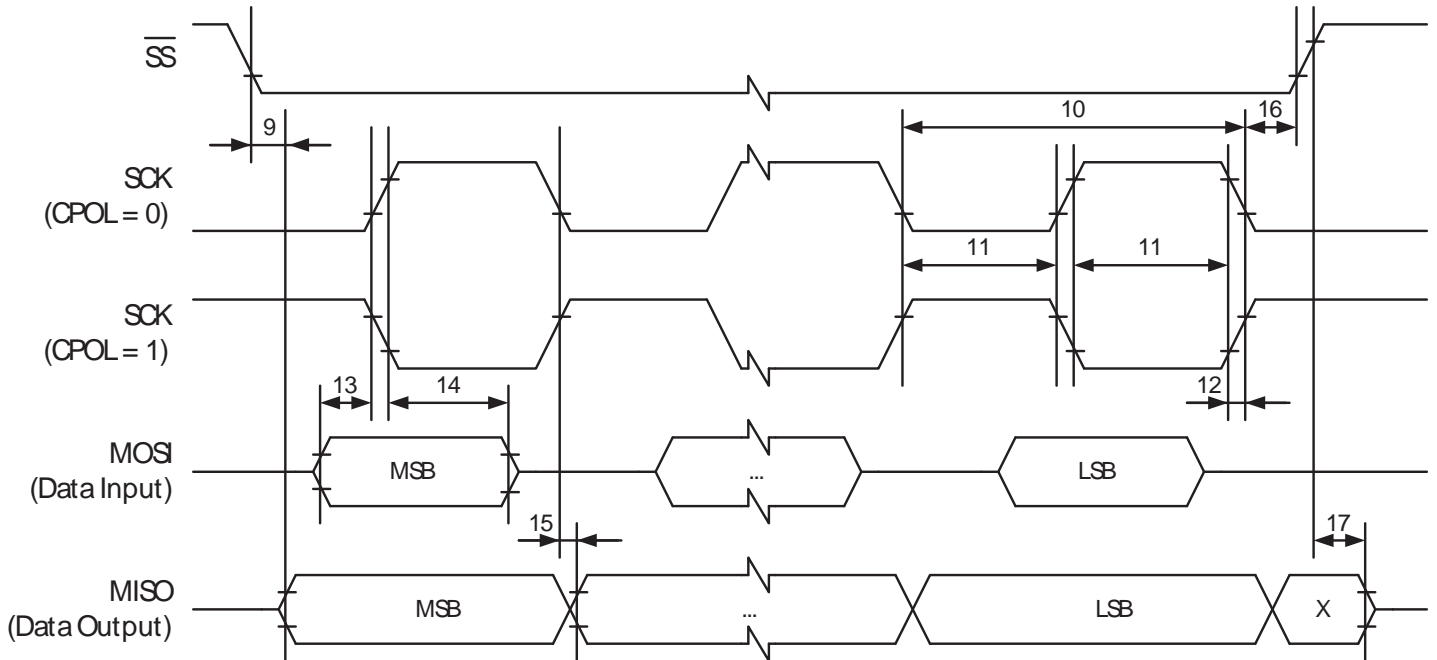 SS
10
16
9
SCK
(CPOL = 0)
11
11
SCK
(CPOL = 1)
13
14
12
MOSI
(Data Input)
MSB
...
LSB
15
17
MISO
(Data Output)
MSB
...
LSB
X